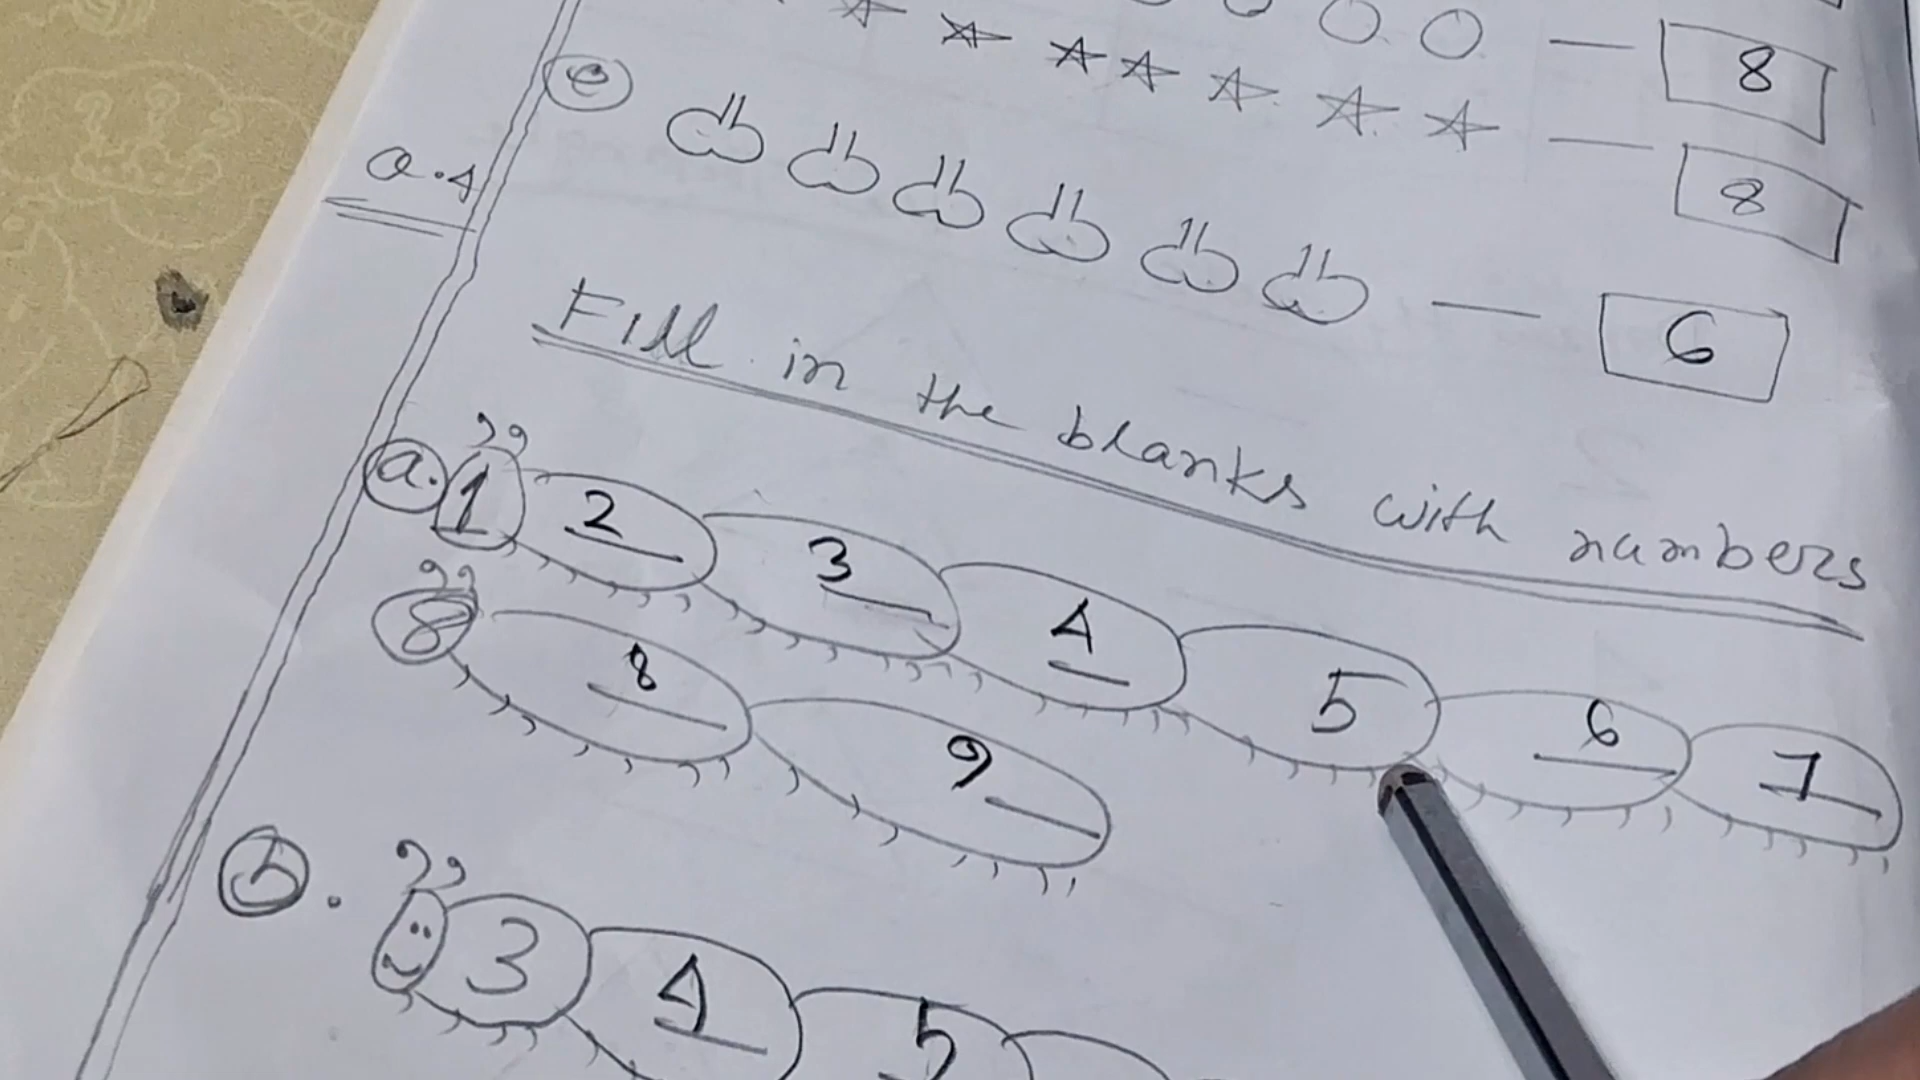 8
8
e
6
Q.4
Fill in the blanks with numbers
a. 1 2 3 4 5 6 7
8 8 9
b. 3 4 5